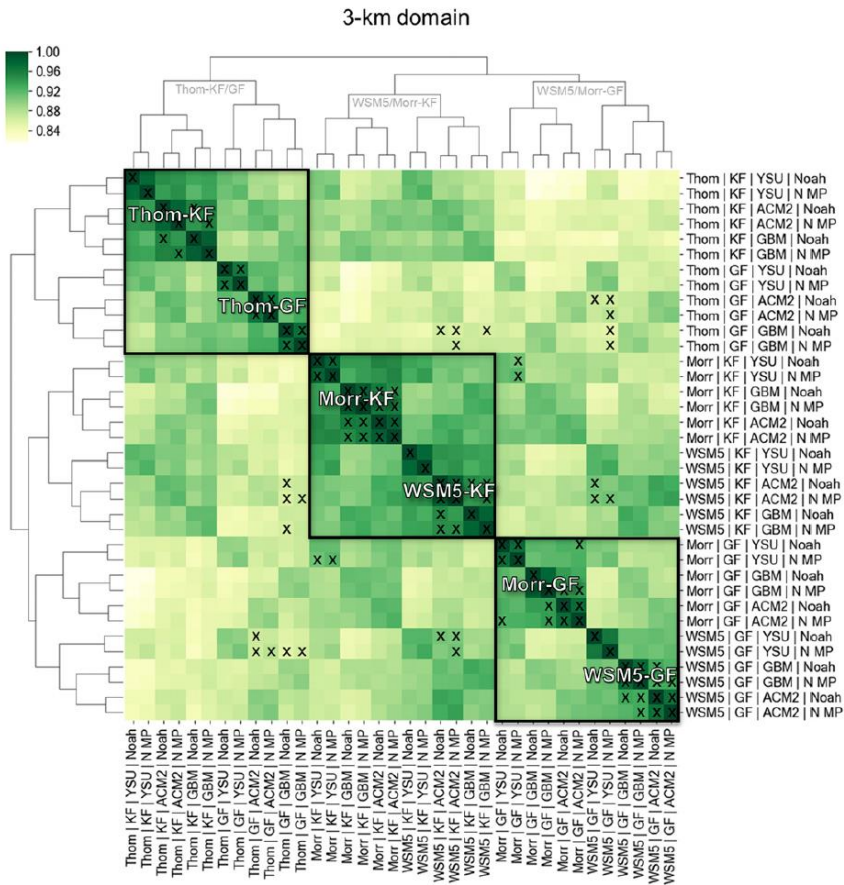 3-km domain
1.00
0.96
0.92
0.88
0.84
Thom-KF/GF
WSM5/Morr-KF
WSM5/Morr-GF
Thom-KF
Thom-GF
Morr-KF
WSM5-KF
Morr-GF
WSM5-GF
Thom | KF | YSU | Noah
Thom | KF | YSU | N MP
Thom | KF | ACM2 | Noah
Thom | KF | ACM2 | N MP
Thom | KF | GBM | Noah
Thom | KF | GBM | N MP
Thom | GF | YSU | Noah
Thom | GF | YSU | N MP
Thom | GF | ACM2 | Noah
Thom | GF | ACM2 | N MP
Thom | GF | GBM | Noah
Thom | GF | GBM | N MP
Morr | KF | YSU | Noah
Morr | KF | YSU | N MP
Morr | KF | GBM | Noah
Morr | KF | GBM | N MP
Morr | KF | ACM2 | Noah
Morr | KF | ACM2 | N MP
WSM5 | KF | YSU | Noah
WSM5 | KF | YSU | N MP
WSM5 | KF | ACM2 | Noah
WSM5 | KF | ACM2 | N MP
WSM5 | KF | GBM | Noah
WSM5 | KF | GBM | N MP
Morr | GF | YSU | Noah
Morr | GF | YSU | N MP
Morr | GF | GBM | Noah
Morr | GF | GBM | N MP
Morr | GF | ACM2 | Noah
Morr | GF | ACM2 | N MP
WSM5 | GF | YSU | Noah
WSM5 | GF | YSU | N MP
WSM5 | GF | GBM | Noah
WSM5 | GF | GBM | N MP
WSM5 | GF | ACM2 | Noah
WSM5 | GF | ACM2 | N MP
Thom | KF | YSU | Noah
Thom | KF | YSU | N MP
Thom | KF | ACM2 | Noah
Thom | KF | ACM2 | N MP
Thom | KF | GBM | Noah
Thom | KF | GBM | N MP
Thom | GF | YSU | Noah
Thom | GF | YSU | N MP
Thom | GF | ACM2 | Noah
Thom | GF | ACM2 | N MP
Thom | GF | GBM | Noah
Thom | GF | GBM | N MP
Morr | KF | YSU | Noah
Morr | KF | YSU | N MP
Morr | KF | GBM | Noah
Morr | KF | GBM | N MP
Morr | KF | ACM2 | Noah
Morr | KF | ACM2 | N MP
WSM5 | KF | YSU | Noah
WSM5 | KF | YSU | N MP
WSM5 | KF | ACM2 | Noah
WSM5 | KF | ACM2 | N MP
WSM5 | KF | GBM | Noah
WSM5 | KF | GBM | N MP
Morr | GF | YSU | Noah
Morr | GF | YSU | N MP
Morr | GF | GBM | Noah
Morr | GF | GBM | N MP
Morr | GF | ACM2 | Noah
Morr | GF | ACM2 | N MP
WSM5 | GF | YSU | Noah
WSM5 | GF | YSU | N MP
WSM5 | GF | GBM | Noah
WSM5 | GF | GBM | N MP
WSM5 | GF | ACM2 | Noah
WSM5 | GF | ACM2 | N MP